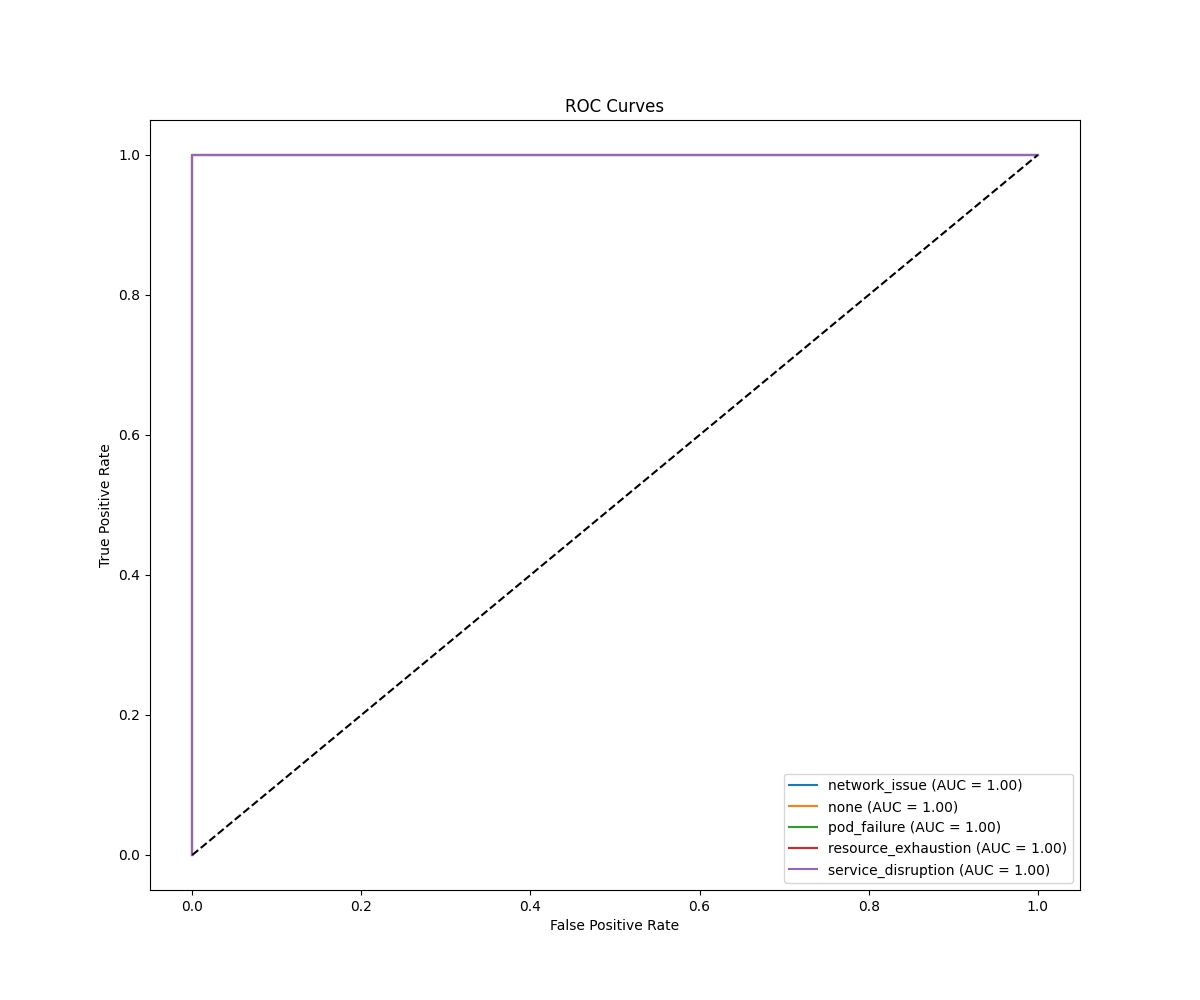 ROC Curves
1.0
0.8
0.6
0.4
0.2
0.0
True Positive Rate
network_issue (AUC = 1.00)
none (AUC = 1.00)
pod_failure (AUC = 1.00)
resource_exhaustion (AUC = 1.00)
service_disruption (AUC = 1.00)
0.0 0.2 0.4 0.6 0.8 1.0
False Positive Rate